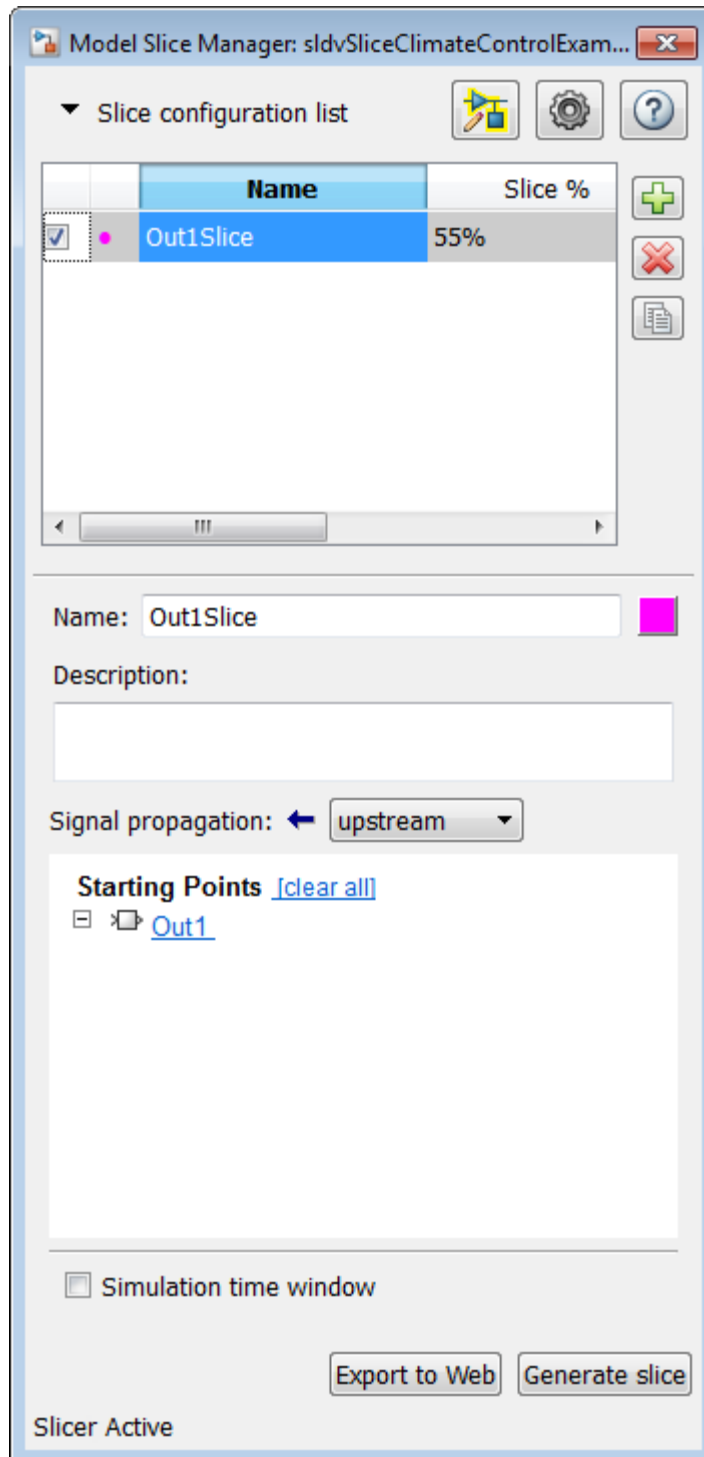 Model Slice Manager: sldvSliceClimateControlExam...
Slice configuration list
Name Slice %
Out1Slice 55%
Name: Out1Slice
Description:
Signal propagation: upstream
Starting Points [clear all]
Out1
Simulation time window
Export to Web Generate slice
Slicer Active